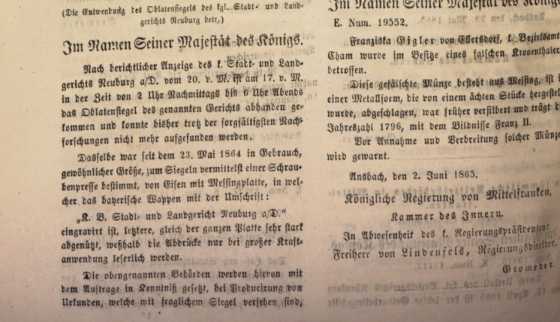 (Die Entwendung des Oblatensiegels des kgl. Stadt- und Land-
gerichts Neuburg betr.)
Im Namen Seiner Majestät des Königs.
Nach berichtlicher Anzeige des k. Stadt- und Land-
gerichts Neuburg a/D. vom 20. v. M. ist am 17. v. M.
in der Zeit von 2 Uhr Nachmittags bis 6 Uhr Abends
das Oblatensiegel des genannten Gerichts abhanden ge-
kommen und konnte bisher trotz der sorgfältigsten Nach-
forschungen nicht mehr aufgefunden werden.
Dasselbe war seit dem 23. Mai 1864 in Gebrauch,
gewöhnlicher Größe, zum Siegeln vermittelst einer Schrau-
benpresse bestimmt, von Eisen mit Messingplatte, in wel-
cher das bayerische Wappen mit der Umschrift:
„K. B. Stadt- und Landgericht Neuburg a/D.“
eingravirt ist, letztere, gleich der ganzen Platte sehr stark
abgenützt, weßhalb die Abdrücke nur bei großer Kraft-
anwendung leserlich werden.
Die obengenannten Behörden werden hievon mit
dem Auftrage in Kenntniß gesetzt, bei Producirung von
Urkunden, welche mit fraglichem Siegel versehen sind,
Im Namen Seiner Majestät des Königs
E. Num. 19552.
Franziska Gigler von Ellersdorf, k. Bezirksamts
Cham wurde im Besitze eines falschen Kronenthalers
betroffen.
Diese gefälschte Münze besteht aus Messing, ist
einer Metallform, die von einem ächten Stücke hergestellt
wurde, abgeschlagen, war früher versilbert und trägt die
Jahreszahl 1796, mit dem Bildnisse Franz II.
Vor Annahme und Verbreitung solcher Münzen
wird gewarnt.
Ansbach, den 2. Juni 1865.
Königliche Regierung von Mittelfranken,
Kammer des Innern.
In Abwesenheit des k. Regierungspräsidenten
Freiherr von Lindenfels, Regierungsdirektor.